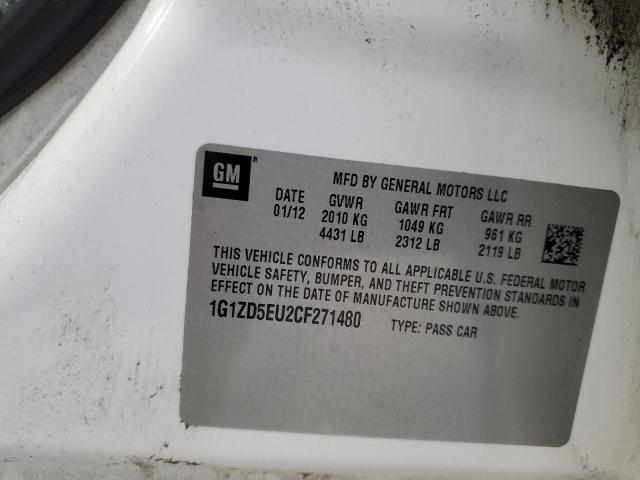 GM ®
MFD BY GENERAL MOTORS LLC
DATE GVWR GAWR FRT GAWR RR
01/12 2010 KG 1049 KG 961 KG
4431 LB 2312 LB 2119 LB
THIS VEHICLE CONFORMS TO ALL APPLICABLE U.S. FEDERAL MOTOR
VEHICLE SAFETY, BUMPER, AND THEFT PREVENTION STANDARDS IN
EFFECT ON THE DATE OF MANUFACTURE SHOWN ABOVE.
1G1ZD5EU2CF271480 TYPE: PASS CAR